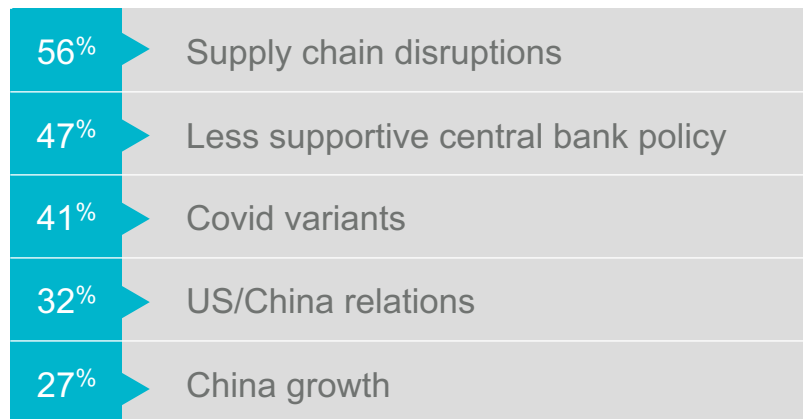 56% Supply chain disruptions
47% Less supportive central bank policy
41% Covid variants
32% US/China relations
27% China growth